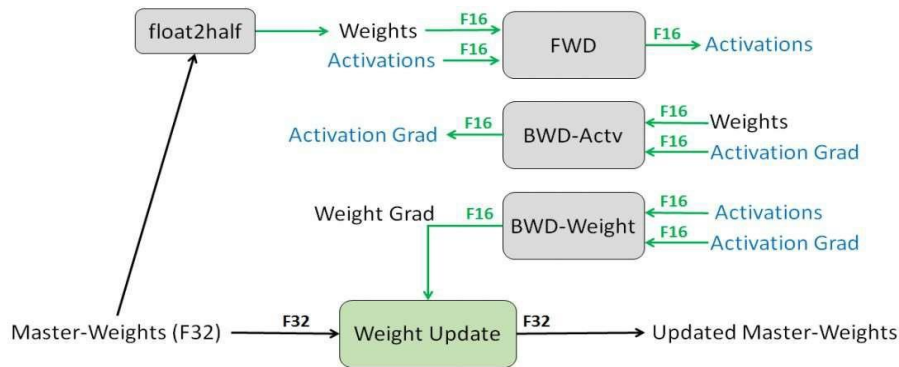 float2half
Weights
F16
Activations
F16
FWD
F16
Activations
Activation Grad
F16
BWD-Actv
F16
Weights
F16
Activation Grad
Weight Grad
F16
BWD-Weight
F16
Activations
F16
Activation Grad
Master-Weights (F32)
F32
Weight Update
F32
Updated Master-Weights